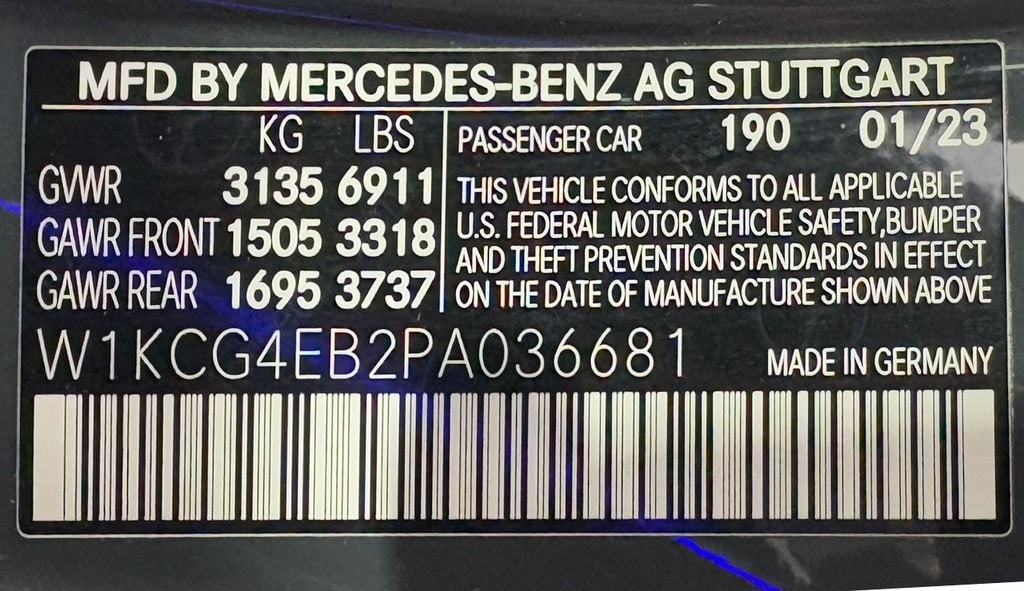 MFD BY MERCEDES-BENZ AG STUTTGART
KG LBS
GVWR 3135 6911
GAWR FRONT 1505 3318
GAWR REAR 1695 3737
PASSENGER CAR 190 01/23
THIS VEHICLE CONFORMS TO ALL APPLICABLE
U.S. FEDERAL MOTOR VEHICLE SAFETY,BUMPER
AND THEFT PREVENTION STANDARDS IN EFFECT
ON THE DATE OF MANUFACTURE SHOWN ABOVE
W1KCG4EB2PA036681
MADE IN GERMANY